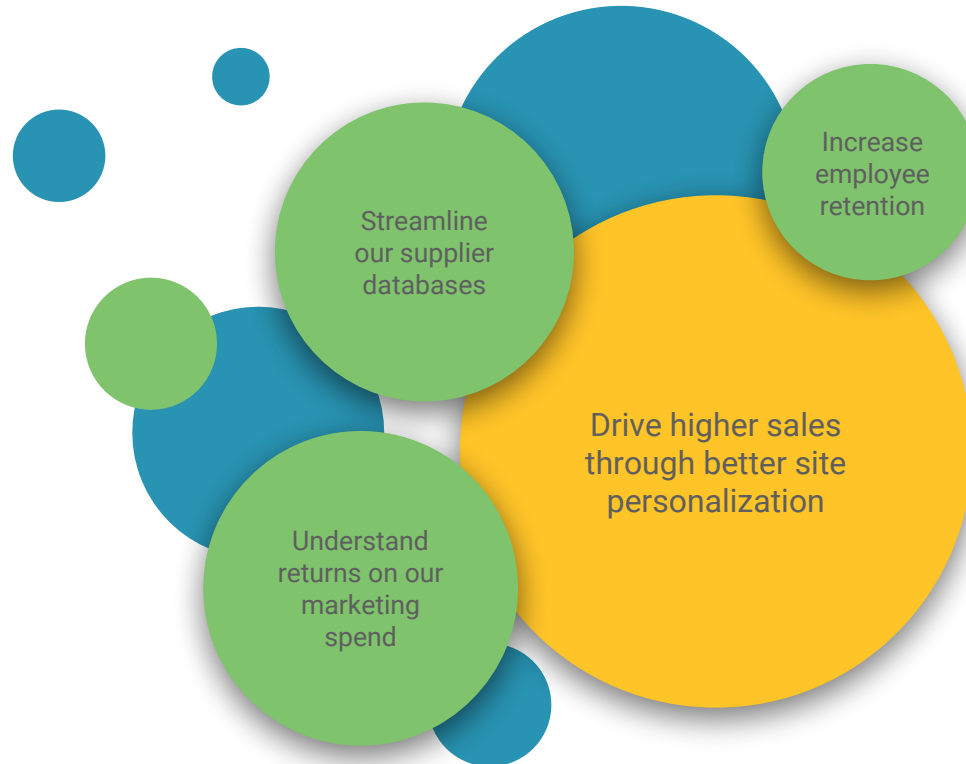 Increase
employee
retention
Streamline
our supplier
databases
Drive higher sales
through better site
personalization
Understand
returns on our
marketing
spend